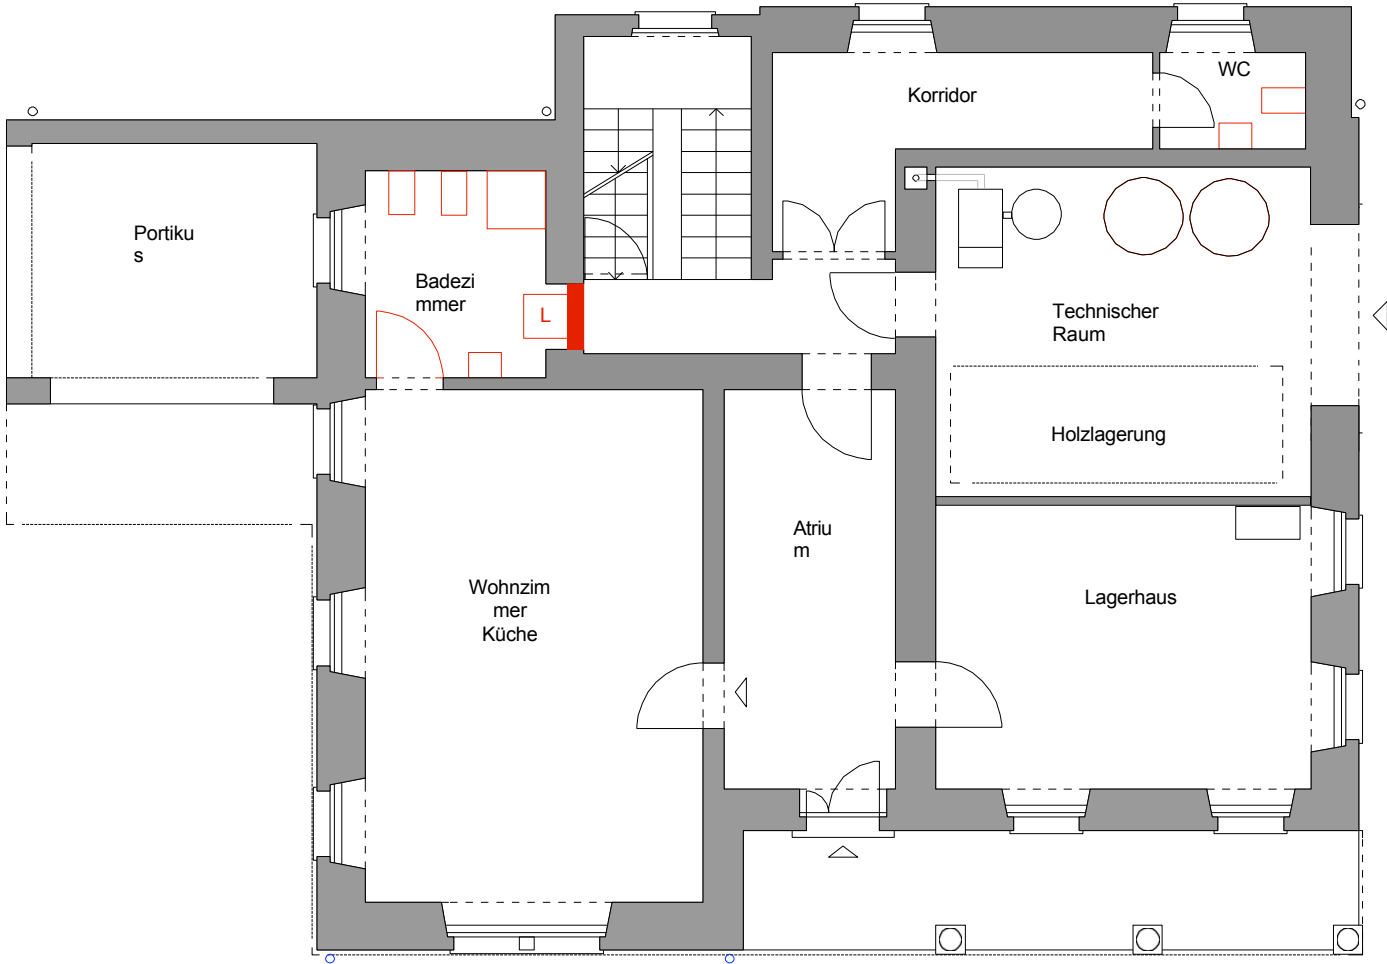 WC
Korridor
Portiku
s
Badezi
mmer
L
Technischer
Raum
Holzlagerung
Atriu
m
Wohnzim
mer
Küche
Lagerhaus